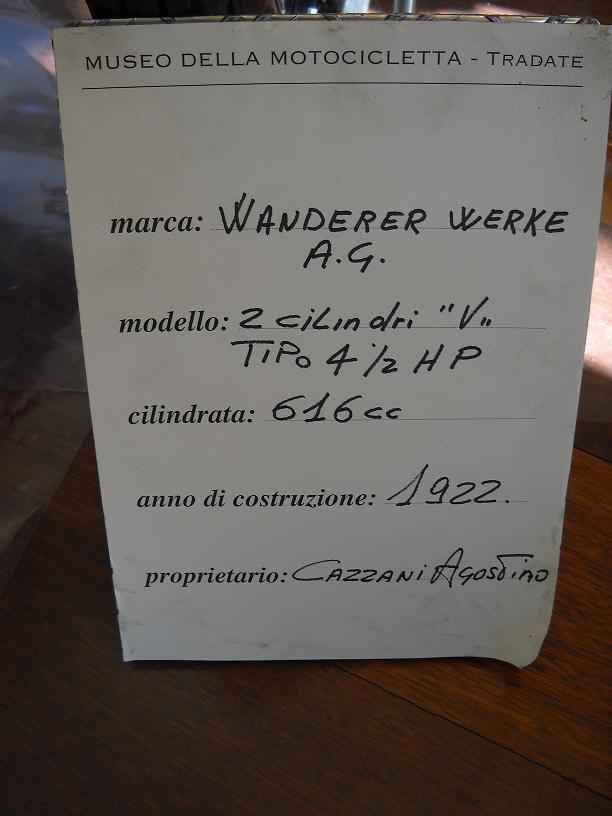 MUSEO DELLA MOTOCICLETTA - TRADATE
marca: WANDERER WERKE
A.G.
modello: 2 cilindri "V"
TIPO 4 1/2 HP
cilindrata: 616 cc
anno di costruzione: 1922.
proprietario: CAZZANI AGOSTINO